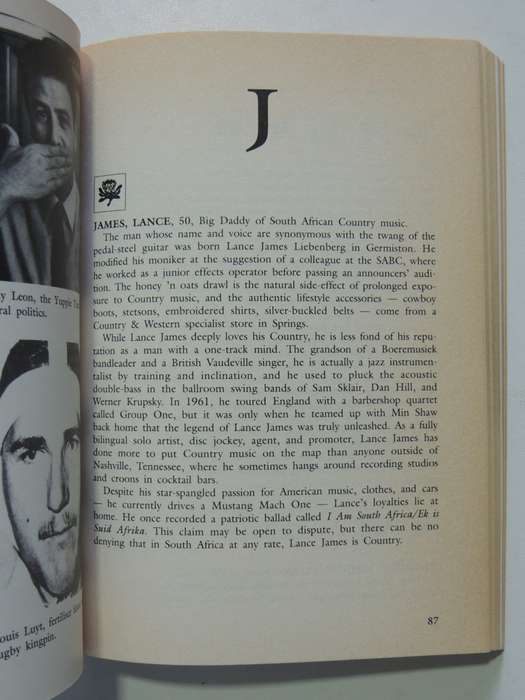 y Leon, the Yuppie
ral politics.
ouis Luyt, fertiliser
ugby kingpin.
J
JAMES, LANCE, 50, Big Daddy of South African Country music.
The man whose name and voice are synonymous with the twang of the
pedal-steel guitar was born Lance James Liebenberg in Germiston. He
modified his moniker at the suggestion of a colleague at the SABC, where
he worked as a junior effects operator before passing an announcers' audi-
tion. The honey 'n oats drawl is the natural side-effect of prolonged expo-
sure to Country music, and the authentic lifestyle accessories — cowboy
boots, stetsons, embroidered shirts, silver-buckled belts — come from a
Country & Western specialist store in Springs.
While Lance James deeply loves his Country, he is less fond of his repu-
tation as a man with a one-track mind. The grandson of a Boeremusiek
bandleader and a British Vaudeville singer, he is actually a jazz instrumen-
talist by training and inclination, and he used to pluck the acoustic
double-bass in the ballroom swing bands of Sam Sklair, Dan Hill, and
Werner Krupsky. In 1961, he toured England with a barbershop quartet
called Group One, but it was only when he teamed up with Min Shaw
back home that the legend of Lance James was truly unleashed. As a fully
bilingual solo artist, disc jockey, agent, and promoter, Lance James has
done more to put Country music on the map than anyone outside of
Nashville, Tennessee, where he sometimes hangs around recording studios
and croons in cocktail bars.
Despite his star-spangled passion for American music, clothes, and cars
— he currently drives a Mustang Mach One — Lance's loyalties lie at
home. He once recorded a patriotic ballad called I Am South Africa/Ek is
Suid Afrika. This claim may be open to dispute, but there can be no
denying that in South Africa at any rate, Lance James is Country.
87